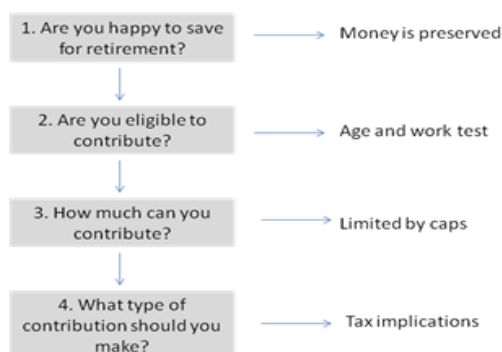 1. Are you happy to save
for retirement?
Money is preserved
2. Are you eligible to
contribute?
Age and work test
3. How much can you
contribute?
Limited by caps
4. What type of
contribution should you
make?
Tax implications